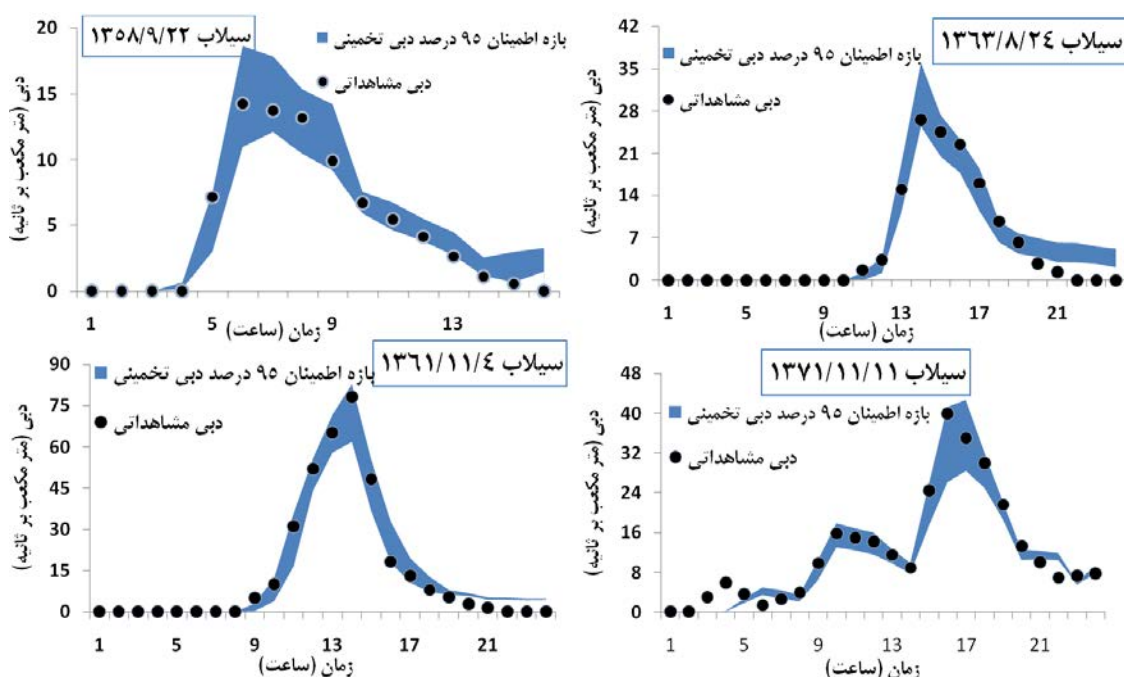 سیلاب ۱۳۵۸/۹/۲۲
بازه اطمینان ۹۵ درصد دبی تخمینی
دبی مشاهداتی
دبی (متر مکعب بر ثانیه)
20
15
10
5
0
1 5 9 13
زمان (ساعت)
سیلاب ۱۳۶۳/۸/۲۴
بازه اطمینان ۹۵ درصد دبی تخمینی
دبی مشاهداتی
دبی (متر مکعب بر ثانیه)
42
35
28
21
14
7
0
1 5 9 13 17 21
زمان (ساعت)
سیلاب ۱۳۶۱/۱۱/۴
بازه اطمینان ۹۵ درصد دبی تخمینی
دبی مشاهداتی
دبی (متر مکعب بر ثانیه)
90
75
60
45
30
15
0
1 5 9 13 17 21
زمان (ساعت)
سیلاب ۱۳۷۱/۱۱/۱۱
بازه اطمینان ۹۵ درصد دبی تخمینی
دبی مشاهداتی
دبی (متر مکعب بر ثانیه)
48
40
32
24
16
8
0
1 5 9 13 17 21
زمان (ساعت)